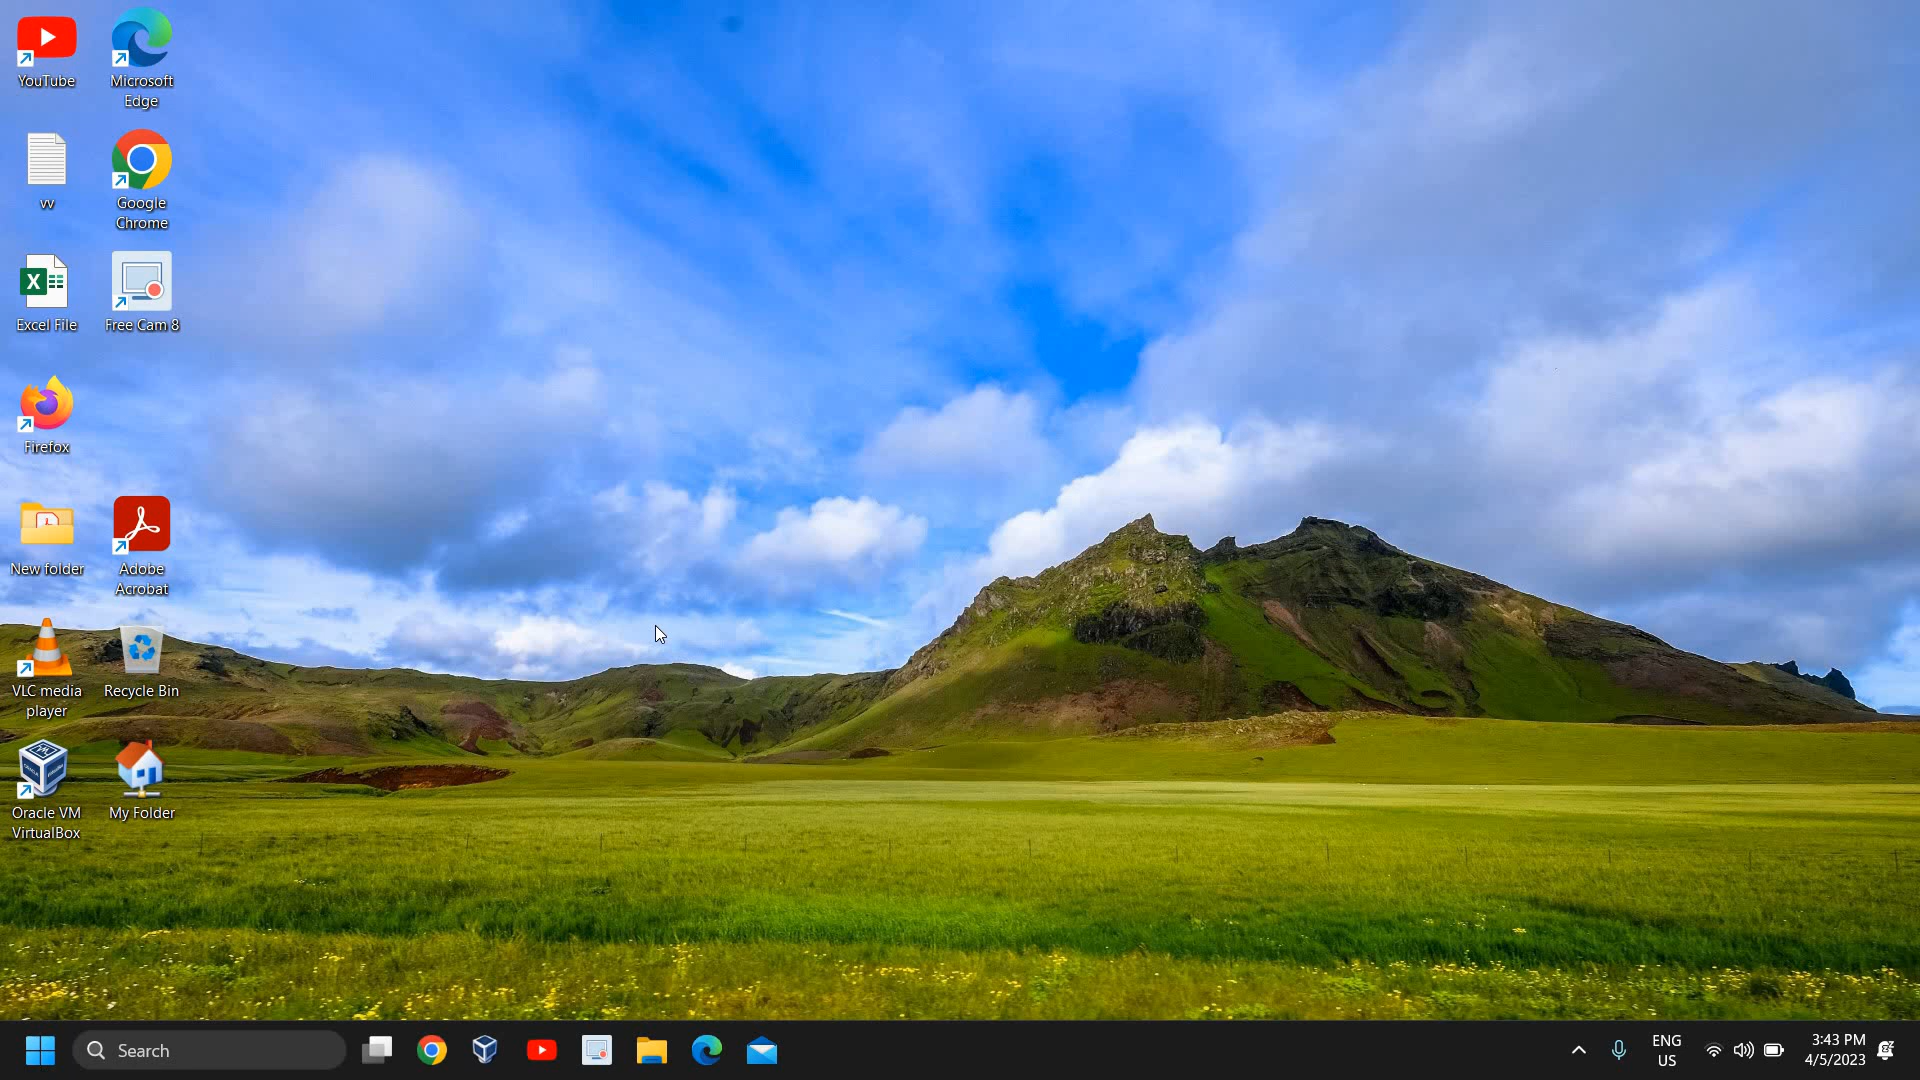 YouTube
Microsoft
Edge
vv
Google
Chrome
Excel File
Free Cam 8
Firefox
New folder
Adobe
Acrobat
VLC media
player
Recycle Bin
Oracle VM
VirtualBox
My Folder
Search
ENG
US
3:43 PM
4/5/2023